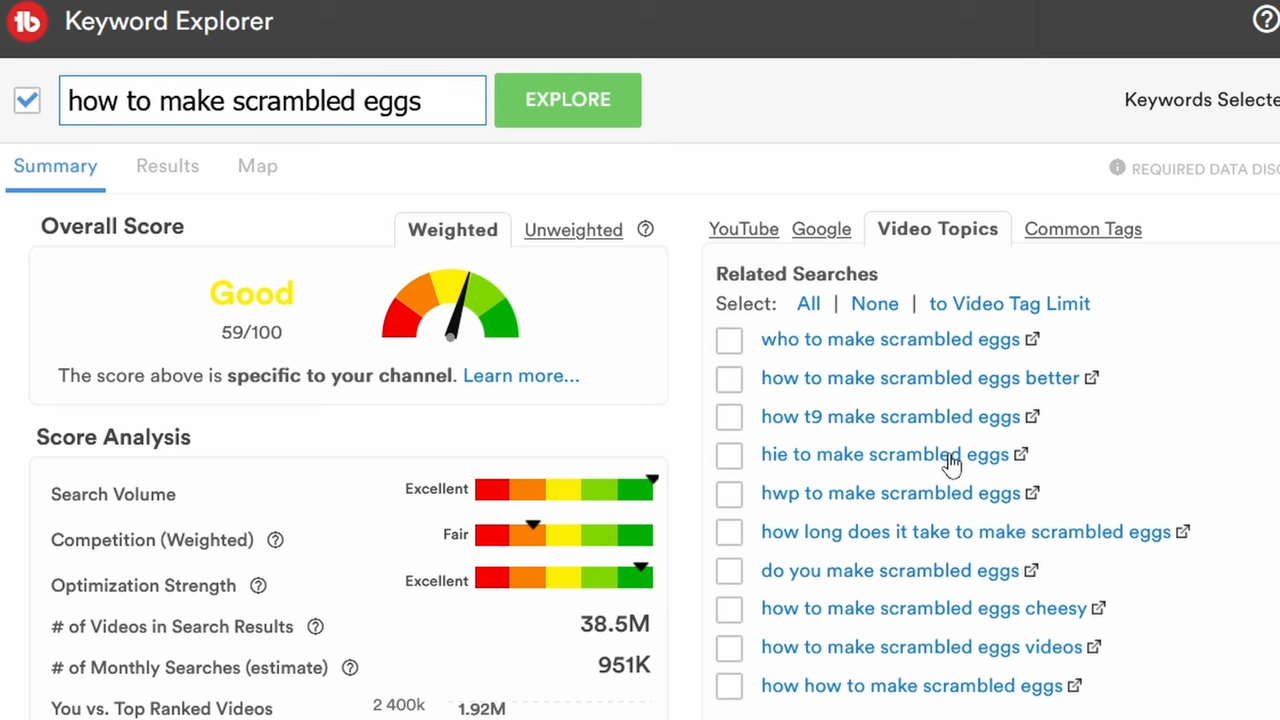 tb Keyword Explorer
how to make scrambled eggs EXPLORE Keywords Selecte
Summary Results Map
REQUIRED DATA DISC
Overall Score Weighted Unweighted
Good
59/100
The score above is specific to your channel. Learn more...
Score Analysis
Search Volume Excellent
Competition (Weighted) Fair
Optimization Strength Excellent
# of Videos in Search Results 38.5M
# of Monthly Searches (estimate) 951K
You vs. Top Ranked Videos 2 400k 1.92M
YouTube Google Video Topics Common Tags
Related Searches
Select: All | None | to Video Tag Limit
who to make scrambled eggs
how to make scrambled eggs better
how t9 make scrambled eggs
hie to make scrambled eggs
hwp to make scrambled eggs
how long does it take to make scrambled eggs
do you make scrambled eggs
how to make scrambled eggs cheesy
how to make scrambled eggs videos
how how to make scrambled eggs